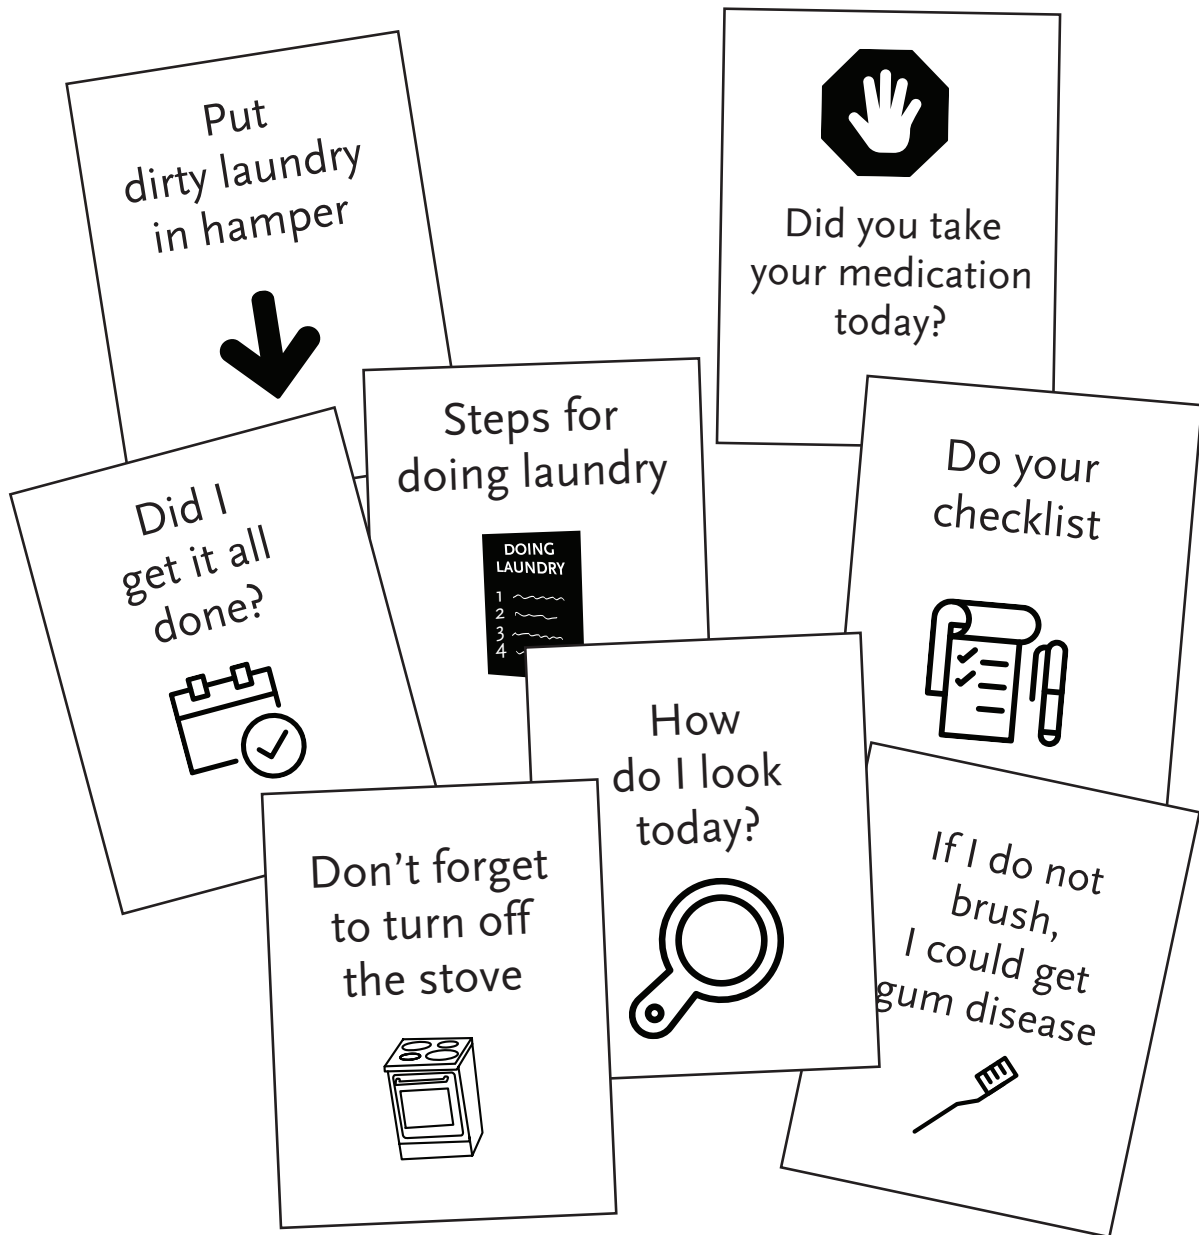 Put
dirty laundry
in hamper
Did you take
your medication
today?
Steps for
doing laundry
DOING
LAUNDRY
1
2
3
4
Do your
checklist
Did I
get it all
done?
How
do I look
today?
Don't forget
to turn off
the stove
If I do not
brush,
I could get
gum disease